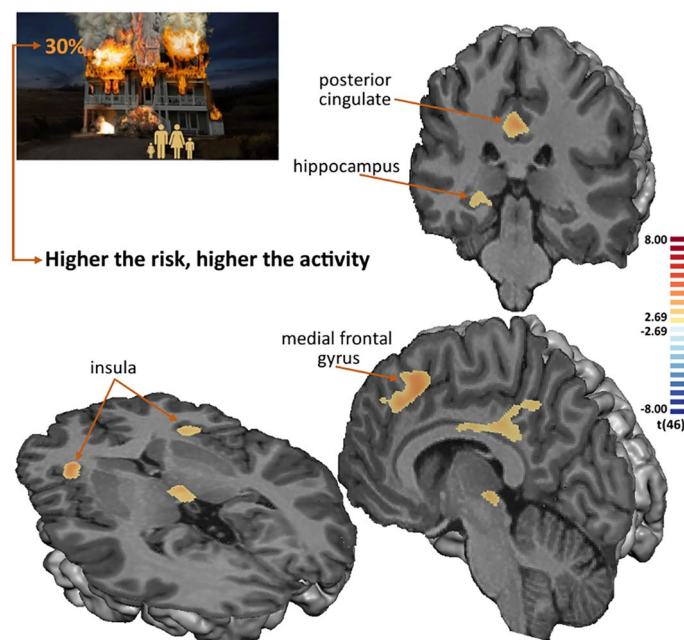 30%
posterior
cingulate
hippocampus
Higher the risk, higher the activity
8.00
2.69
-2.69
-8.00
t(46)
medial frontal
gyrus
insula